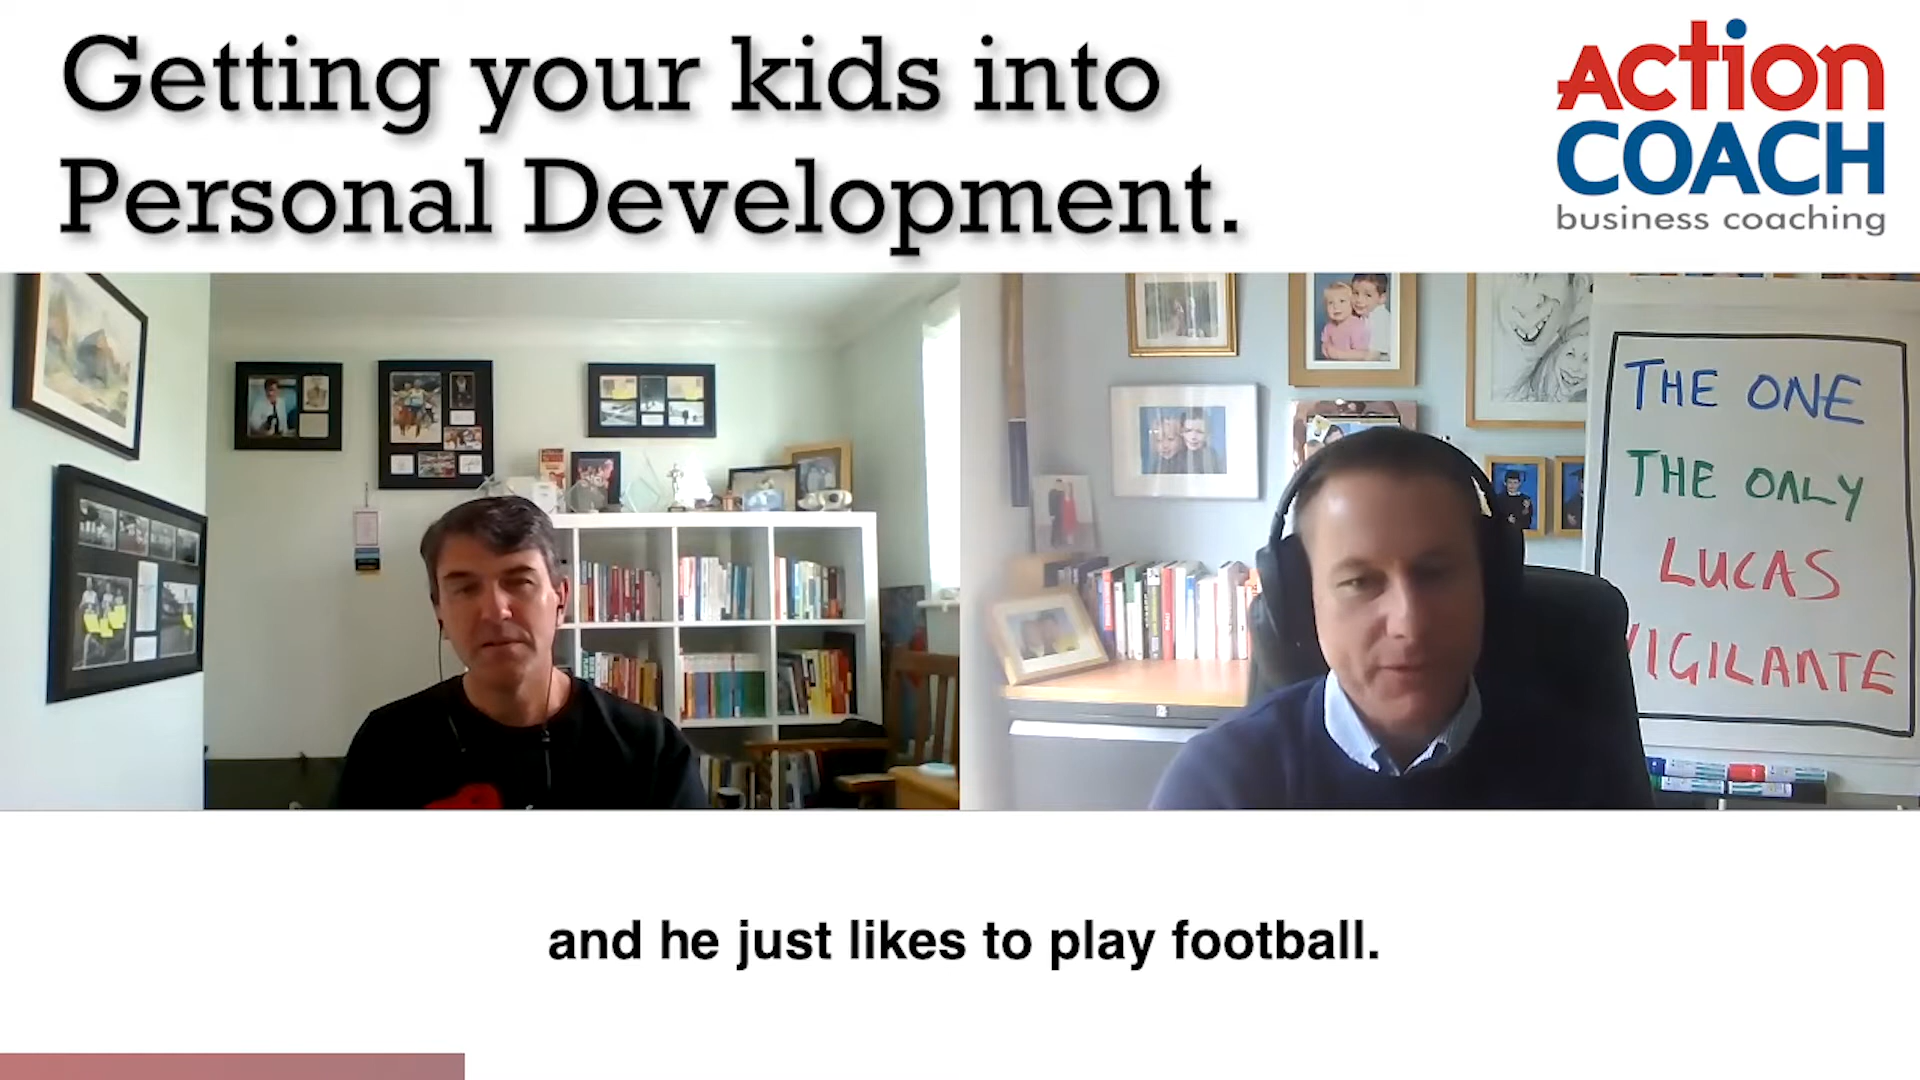 Getting your kids into
Personal Development.
ACTION
COACH
business coaching
THE ONE
THE ONLY
LUCAS
VIGILANTE
and he just likes to play football.